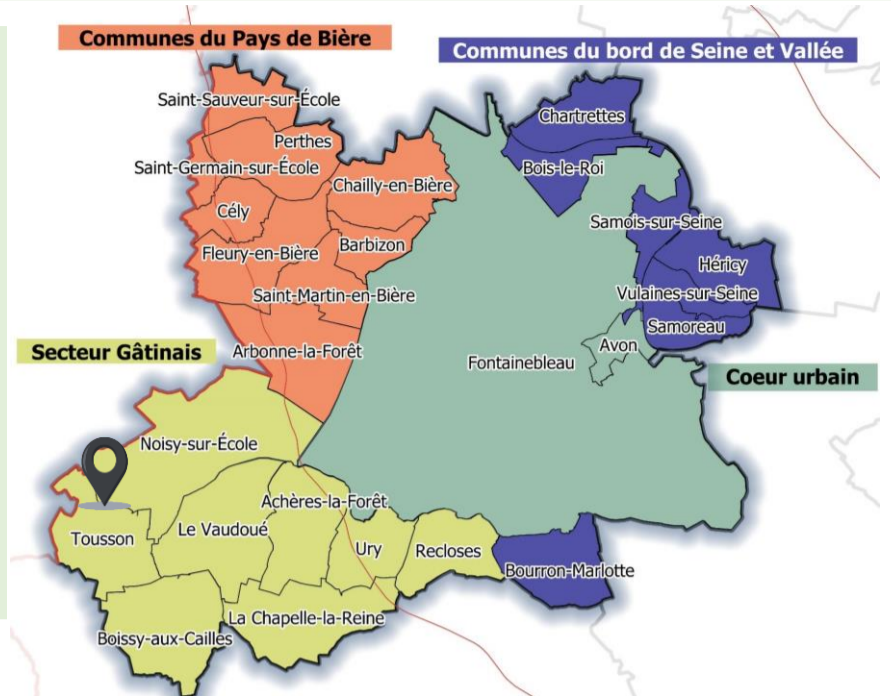 Communes du Pays de Bière
Communes du bord de Seine et Vallée
Saint-Sauveur-sur-École
Chartrettes
Perthes
Saint-Germain-sur-École
Bois-le-Roi
Chailly-en-Bière
Cély
Samois-sur-Seine
Barbizon
Fleury-en-Bière
Héricy
Saint-Martin-en-Bière
Vulaines-sur-Seine
Samoreau
Secteur Gâtinais
Arbonne-la-Forêt
Avon
Fontainebleau
Coeur urbain
Noisy-sur-École
Achères-la-Forêt
Le Vaudoué
Tousson
Ury
Recloses
Bourron-Marlotte
La Chapelle-la-Reine
Boissy-aux-Cailles